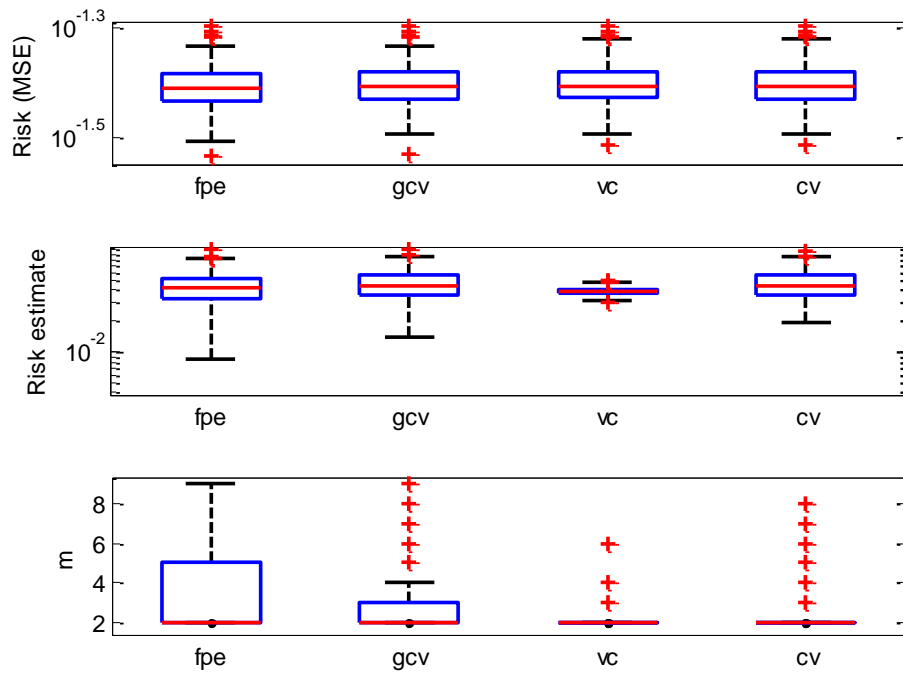 Risk (MSE)
10^-1.3
10^-1.5
fpe gcv vc cv
Risk estimate
10^-2
fpe gcv vc cv
m
8
6
4
2
fpe gcv vc cv